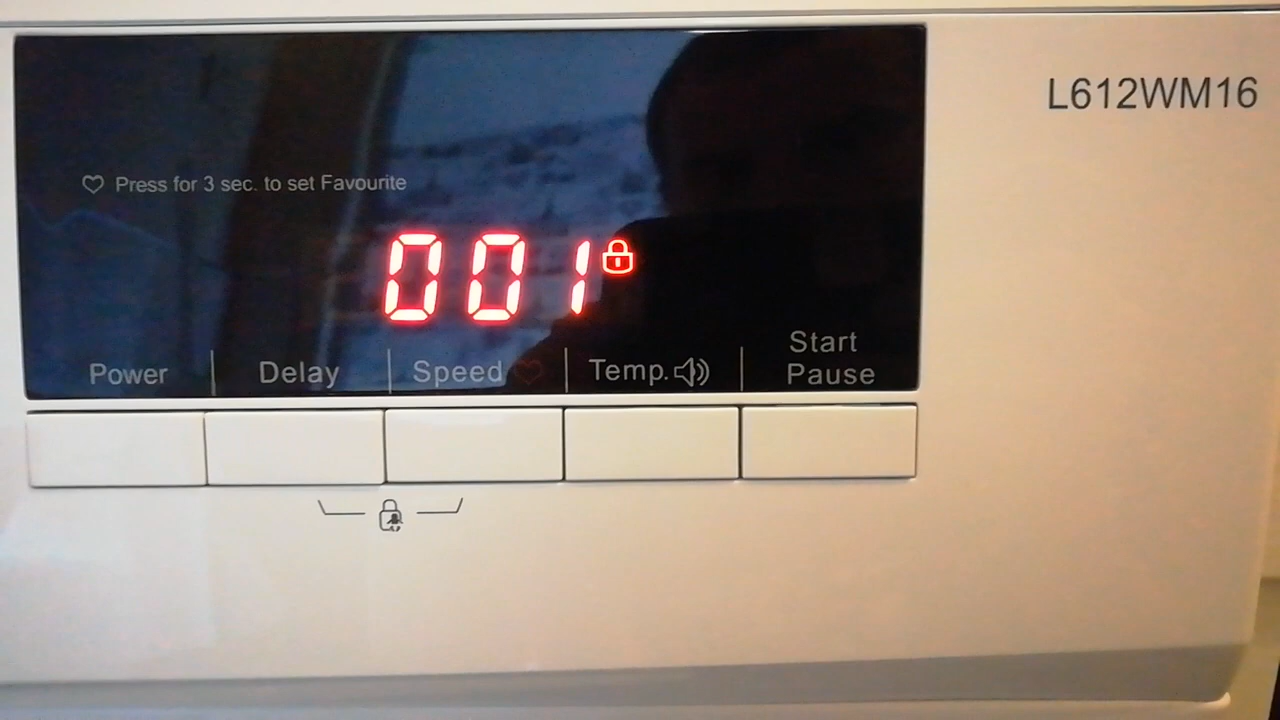 L612WM16
Press for 3 sec. to set Favourite
001
Power Delay Speed Temp. Start Pause